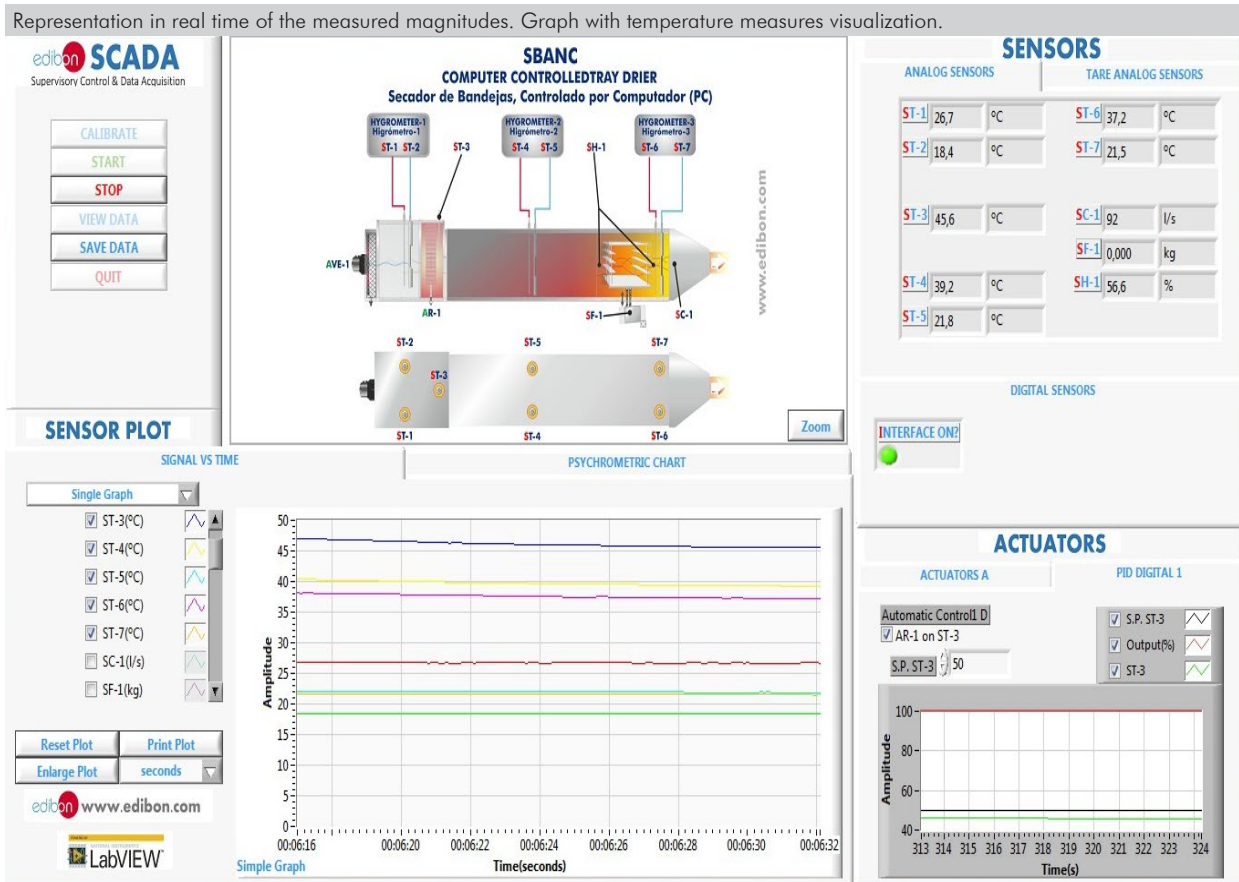 Representation in real time of the measured magnitudes. Graph with temperature measures visualization.
edibon SCADA
Supervisory Control & Data Acquisition
CALIBRATE
START
STOP
VIEW DATA
SAVE DATA
QUIT
SBANC
COMPUTER CONTROLLEDTRAY DRIER
Secador de Bandejas, Controlado por Computador (PC)
HYGROMETER-1
Higrómetro-1
ST-1 ST-2
ST-3
HYGROMETER-2
Higrómetro-2
ST-4 ST-5
SH-1
HYGROMETER-3
Higrómetro-3
ST-6 ST-7
AVE-1
AR-1
SF-1
SC-1
www.edibon.com
ST-2 ST-5 ST-7
ST-3
ST-1 ST-4 ST-6
Zoom
SENSORS
ANALOG SENSORS TARE ANALOG SENSORS
ST-1 26,7 ºC
ST-6 37,2 ºC
ST-2 18,4 ºC
ST-7 21,5 ºC
ST-3 45,6 ºC
SC-1 92 l/s
SF-1 0,000 kg
ST-4 39,2 ºC
SH-1 56,6 %
ST-5 21,8 ºC
DIGITAL SENSORS
INTERFACE ON?
SENSOR PLOT
SIGNAL VS TIME PSYCHROMETRIC CHART
Single Graph
ST-3(ºC)
ST-4(ºC)
ST-5(ºC)
ST-6(ºC)
ST-7(ºC)
SC-1(l/s)
SF-1(kg)
Reset Plot Print Plot
Enlarge Plot seconds
edibon www.edibon.com
LabVIEW
Amplitude
50
45
40
35
30
25
20
15
10
5
0
00:06:16 00:06:20 00:06:22 00:06:24 00:06:26 00:06:28 00:06:30 00:06:32
Simple Graph Time(seconds)
ACTUATORS
ACTUATORS A PID DIGITAL 1
Automatic Control1 D
AR-1 on ST-3
S.P. ST-3 50
S.P. ST-3
Output(%)
ST-3
Amplitude
100
80
60
40
313 314 315 316 317 318 319 320 321 322 323 324
Time(s)